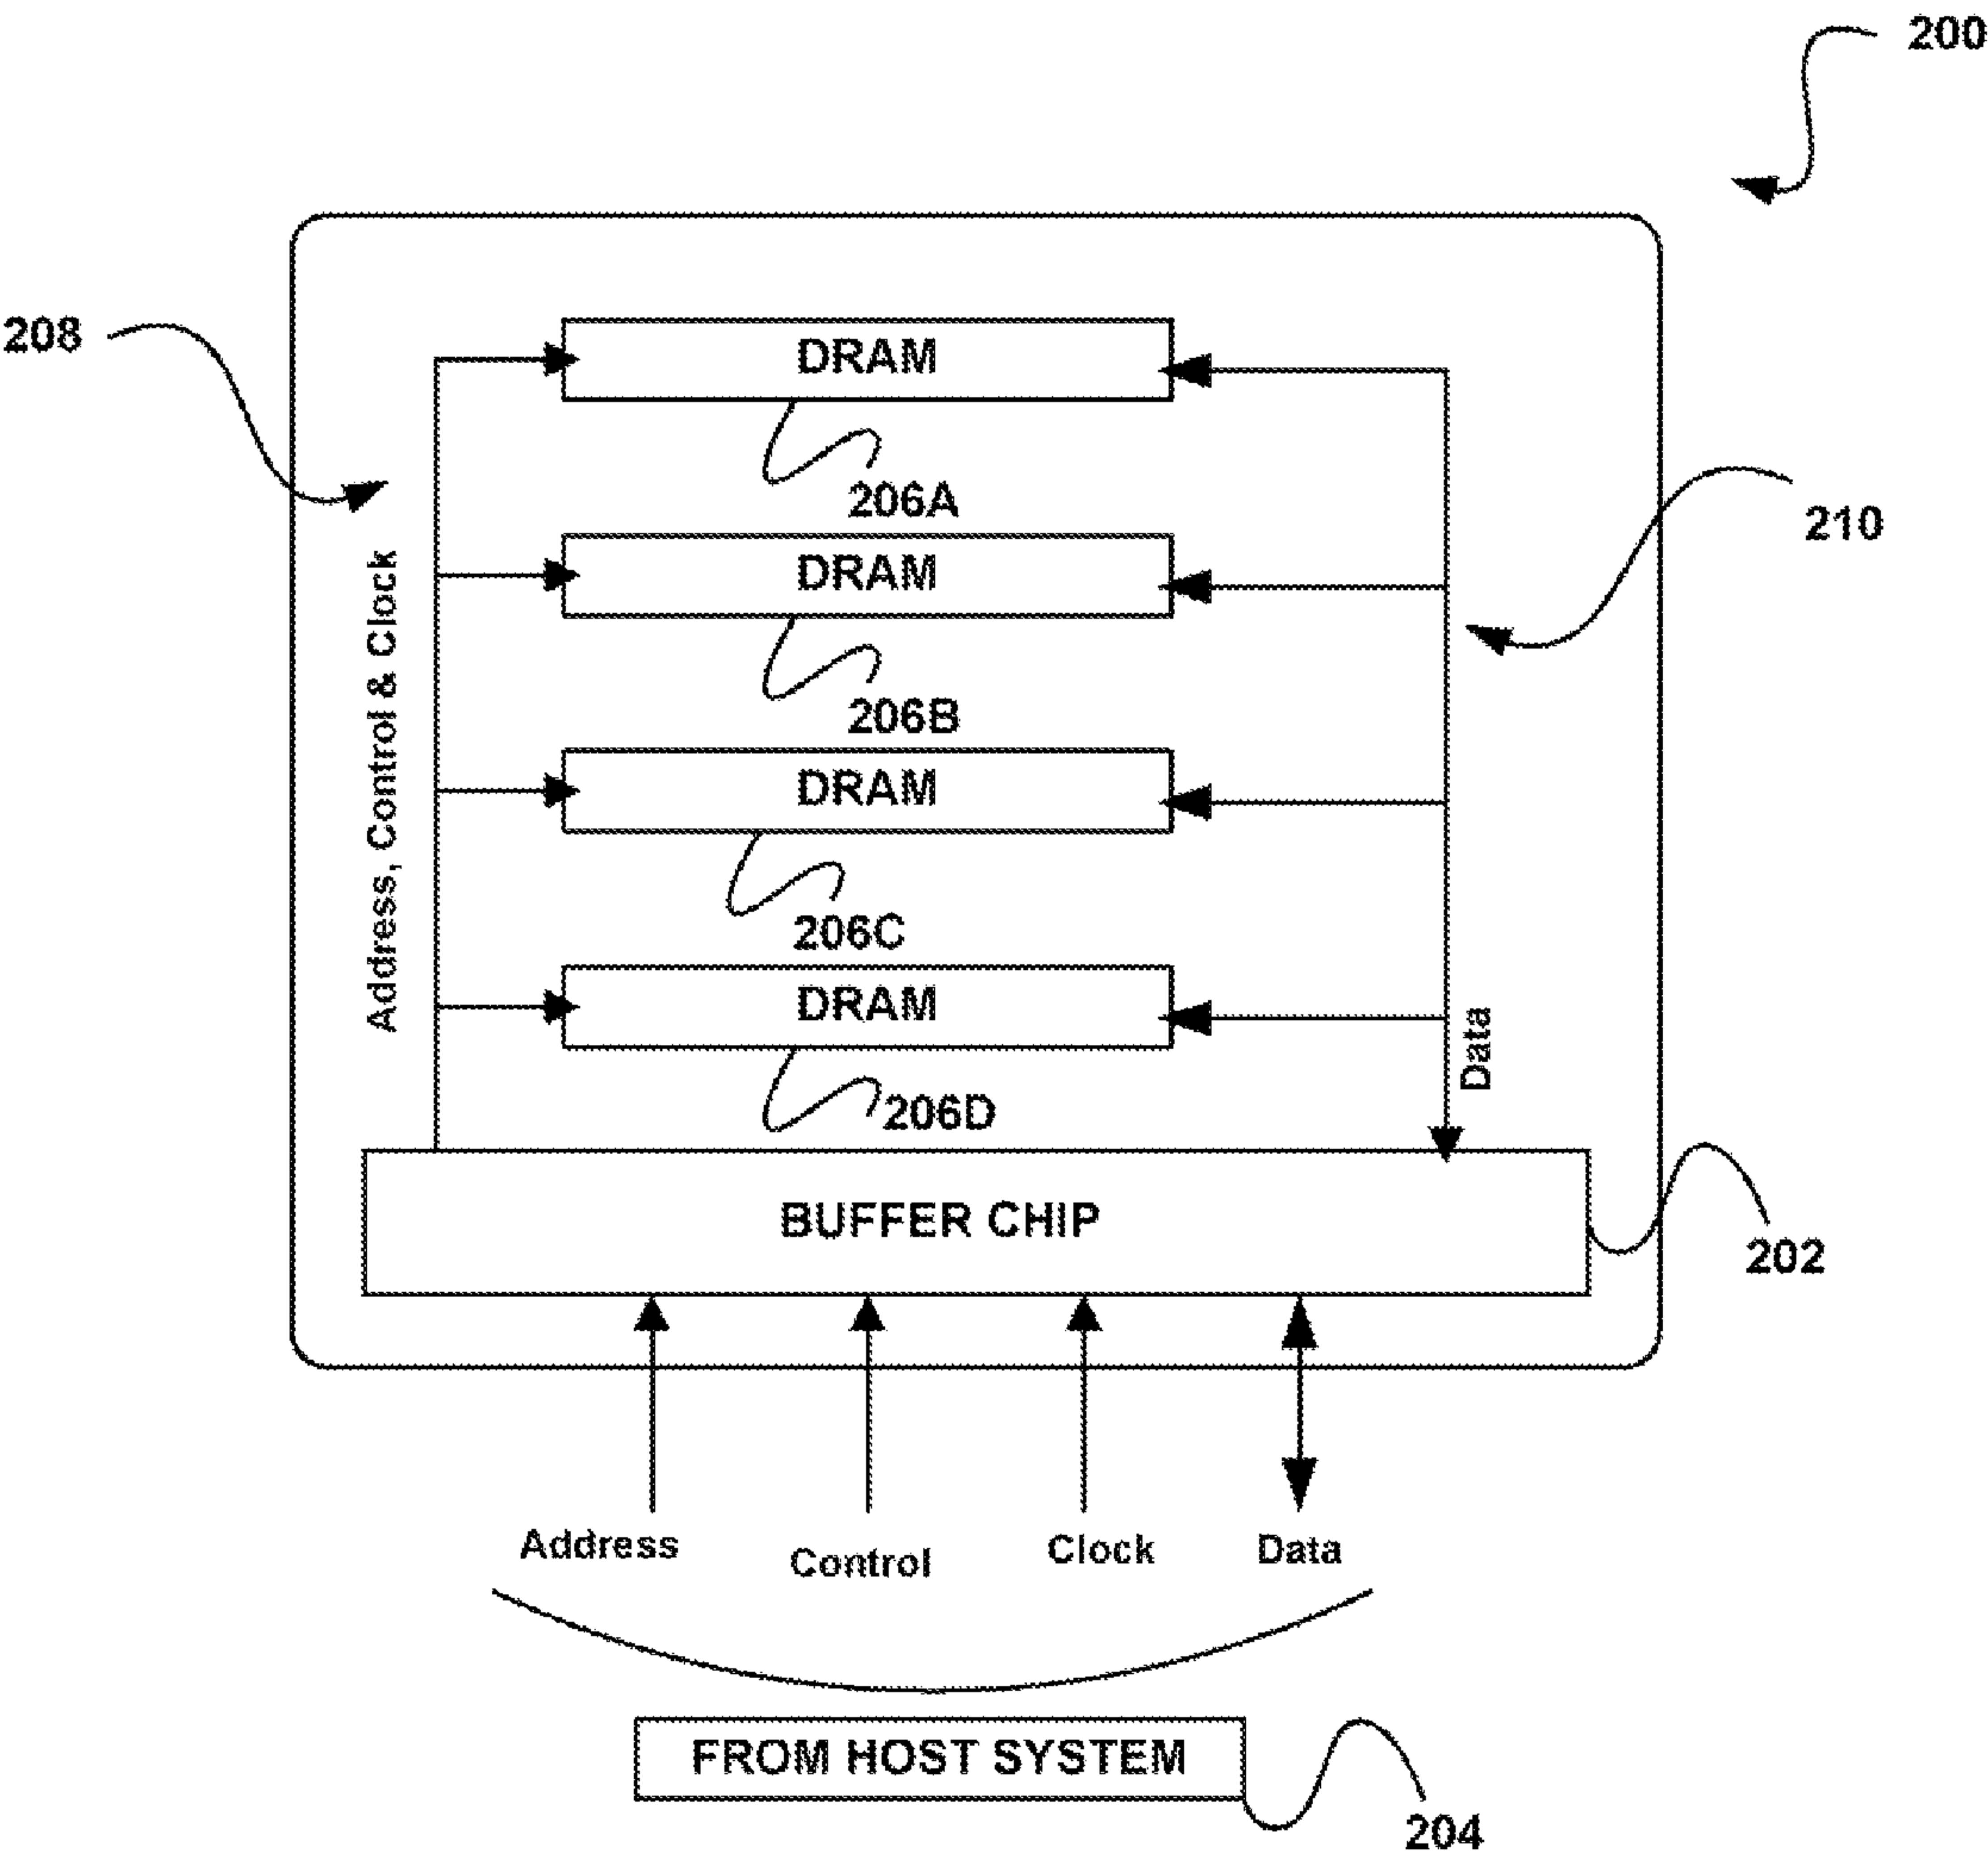 200
208
DRAM
206A
210
DRAM
206B
Address, Control & Clock
DRAM
206C
DRAM
206D
Data
BUFFER CHIP
202
Address
Control
Clock
Data
FROM HOST SYSTEM
204